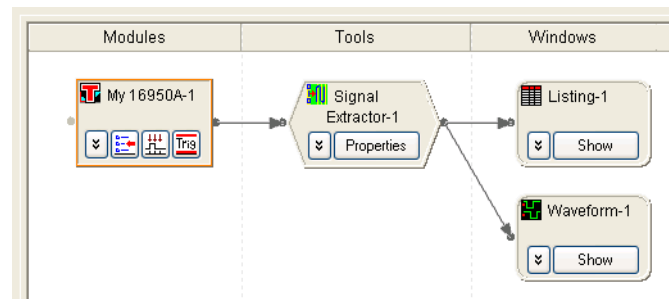 Modules
Tools
Windows
My 16950A-1
Trig
Signal
Extractor-1
Properties
Listing-1
Show
Waveform-1
Show